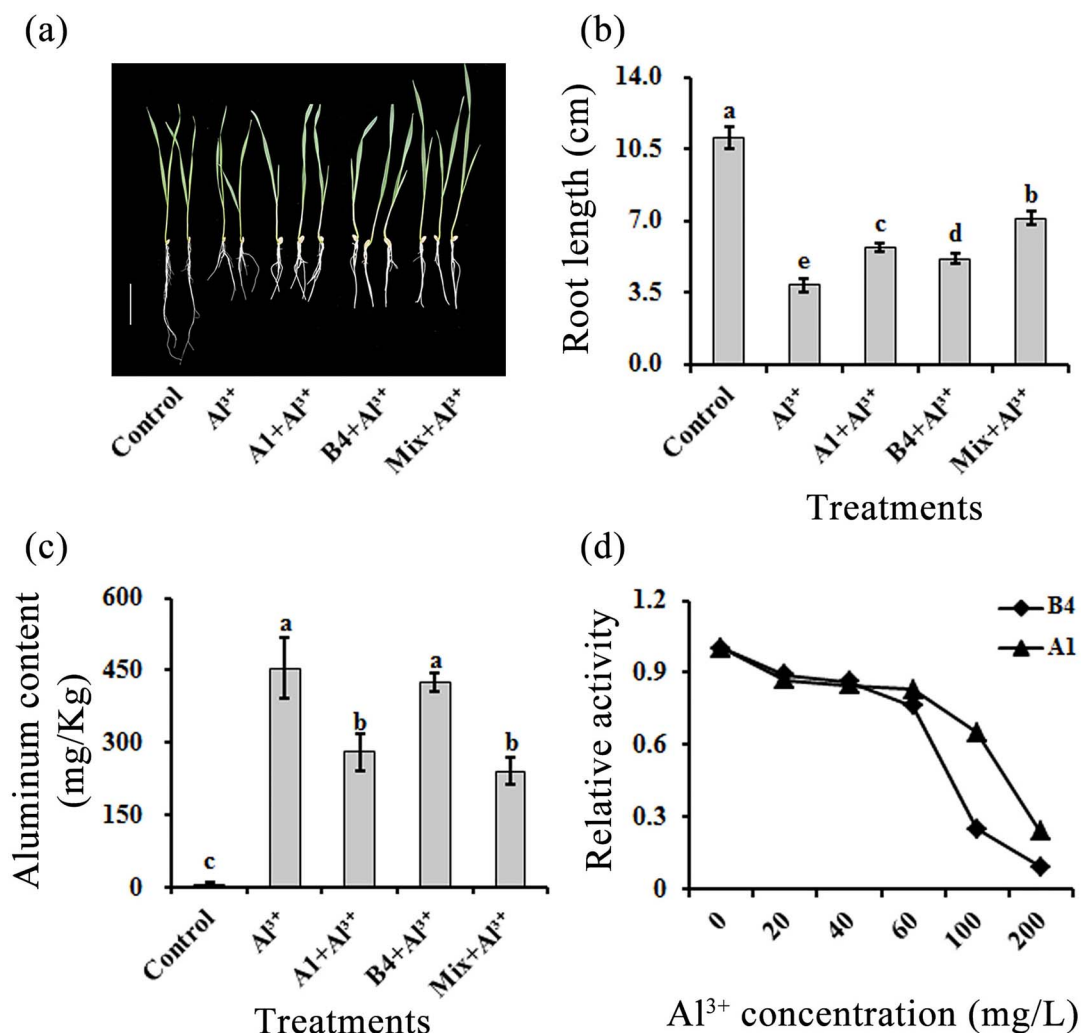 (a)
Control
Al³⁺
A1+Al³⁺
B4+Al³⁺
Mix+Al³⁺
(b)
Root length (cm)
14.0
10.5
7.0
3.5
0.0
a
e
c
d
b
Control
Al³⁺
A1+Al³⁺
B4+Al³⁺
Mix+Al³⁺
Treatments
(c)
Aluminum content
(mg/Kg)
600
450
300
150
0
c
a
b
a
b
Control
Al³⁺
A1+Al³⁺
B4+Al³⁺
Mix+Al³⁺
Treatments
(d)
Relative activity
1.2
0.9
0.6
0.3
0
B4
A1
0
20
40
60
100
200
Al³⁺ concentration (mg/L)